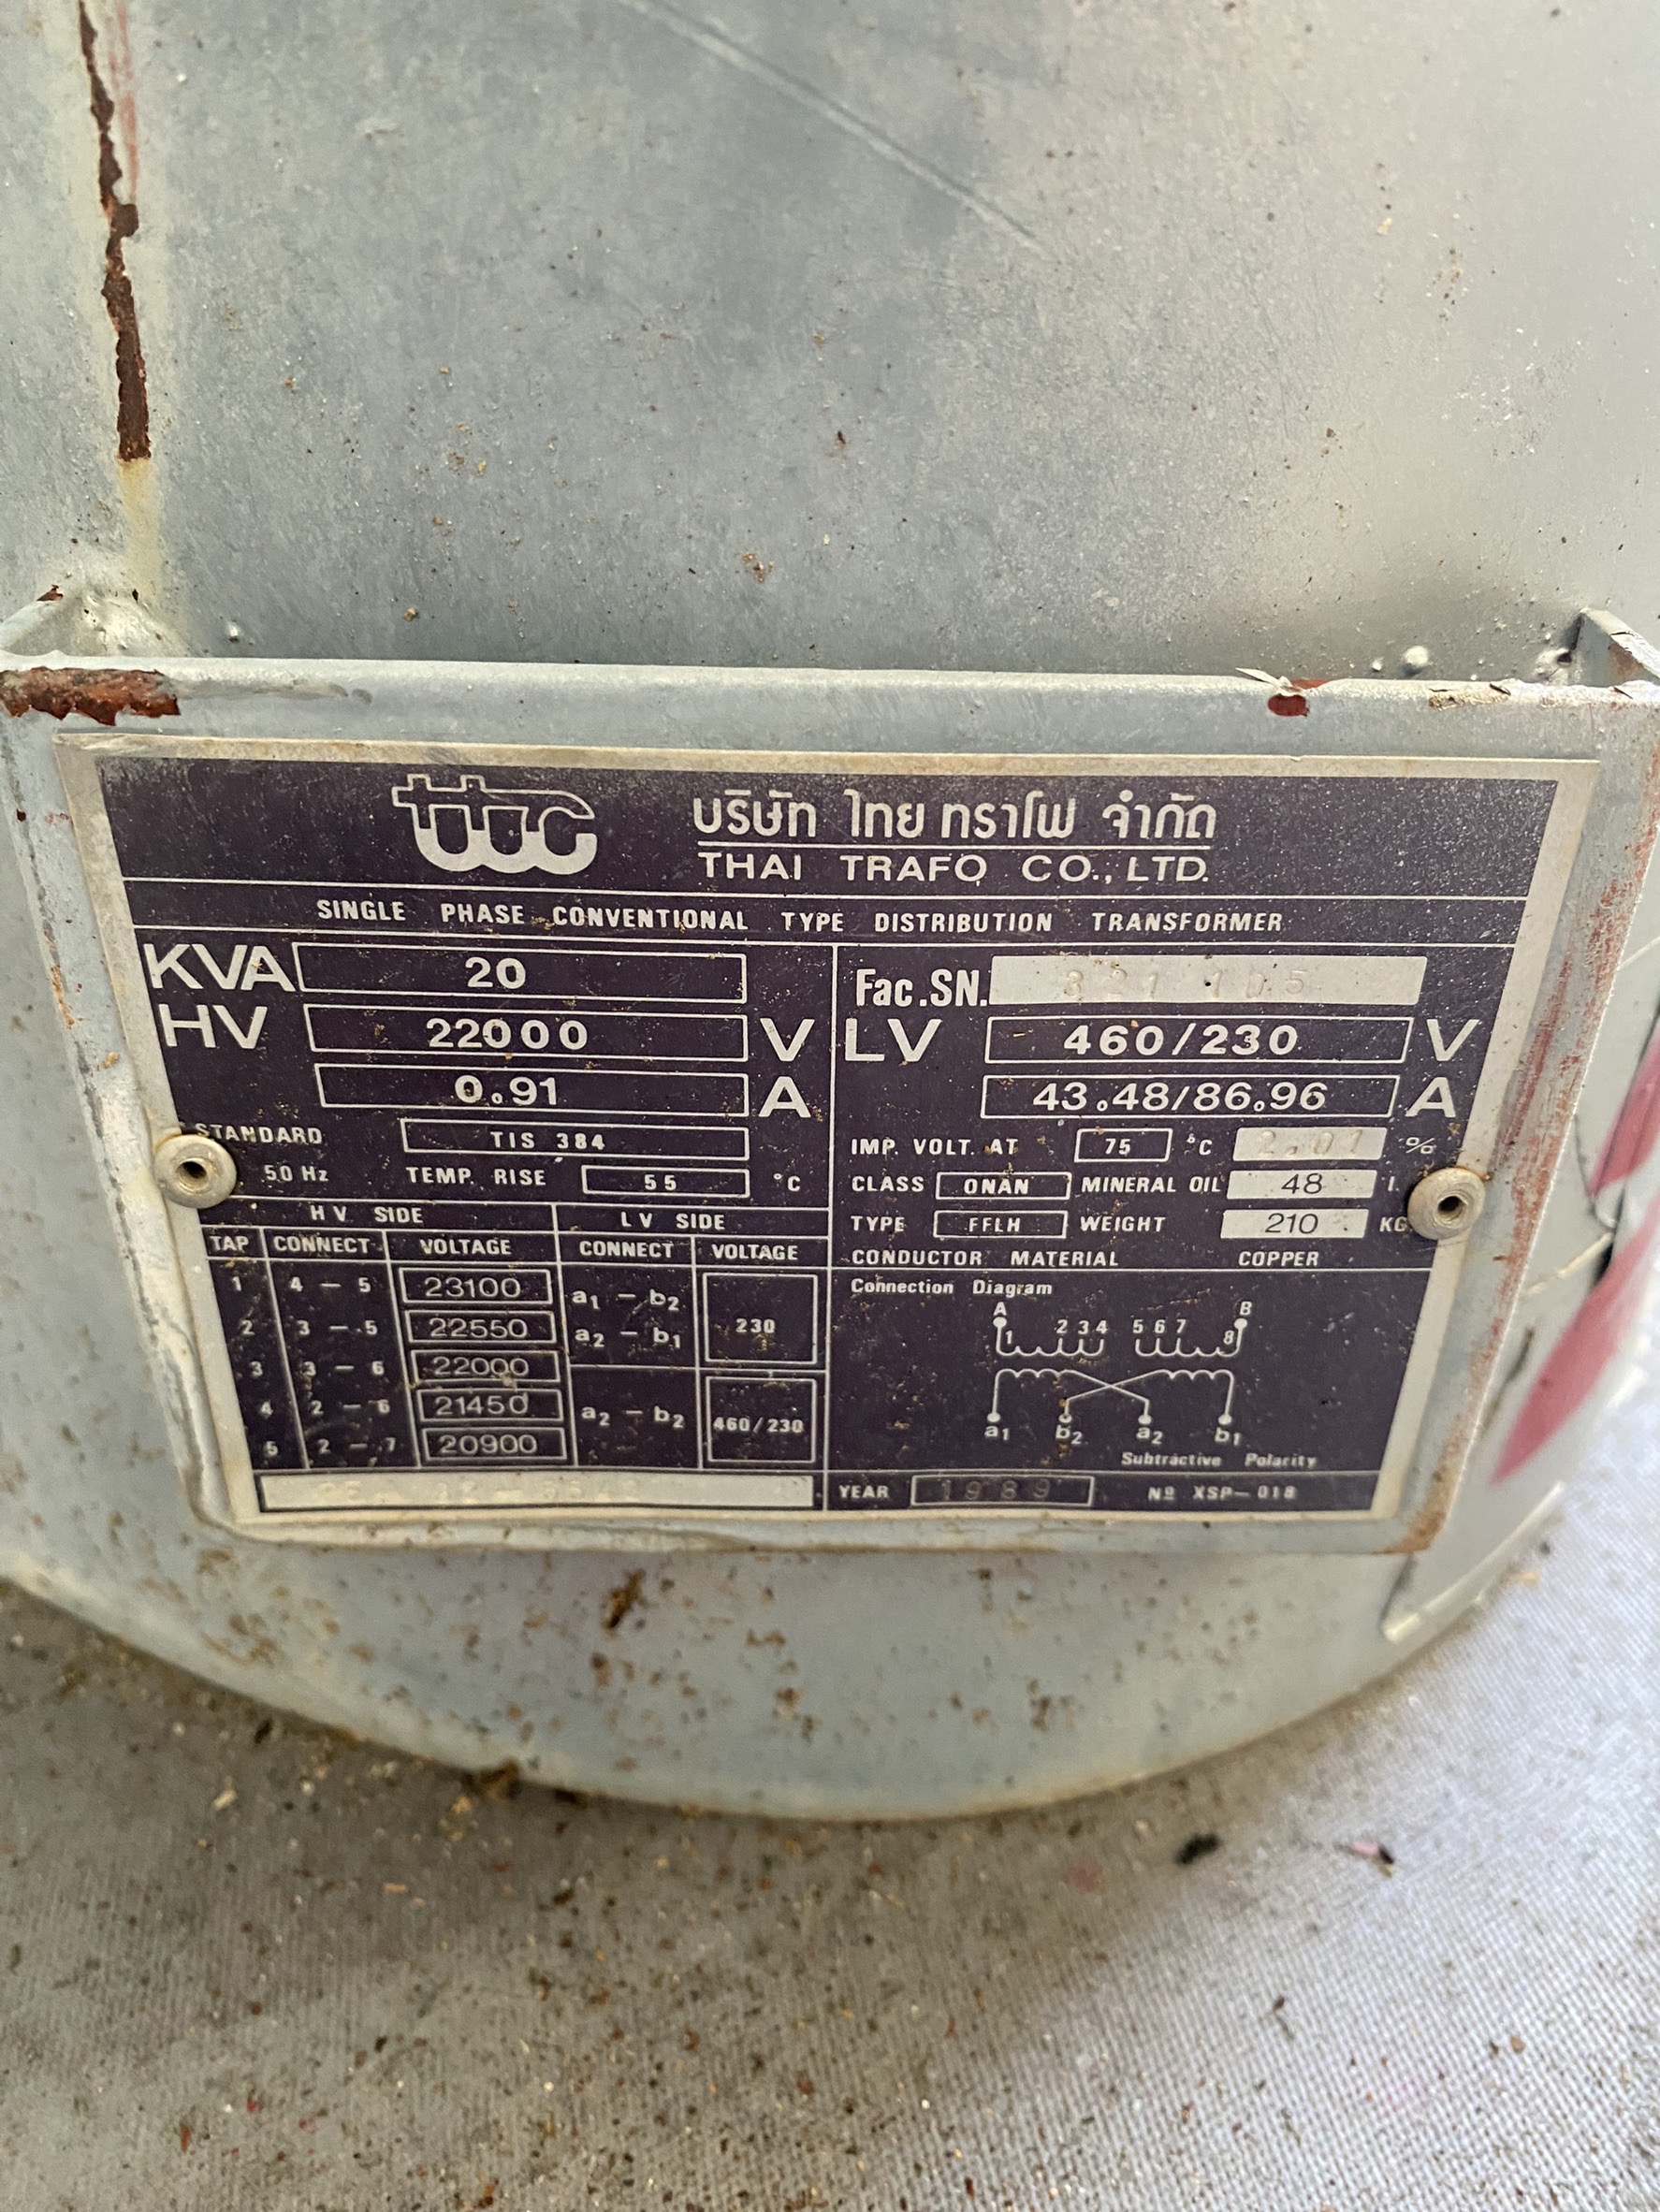 ttc บริษัท ไทย ทราโฟ จำกัด
THAI TRAFO CO., LTD.
SINGLE PHASE CONVENTIONAL TYPE DISTRIBUTION TRANSFORMER
KVA 20 Fac.SN. 321 105
HV 22000 V LV 460/230 V
0.91 A 43.48/86.96 A
STANDARD TIS 384 IMP. VOLT. AT 75 °C 2.07 %
50 Hz TEMP. RISE 55 °C CLASS ONAN MINERAL OIL 48 l.
TYPE FFLH WEIGHT 210 KG
CONDUCTOR MATERIAL COPPER
HV SIDE LV SIDE
TAP CONNECT VOLTAGE CONNECT VOLTAGE
1 4 – 5 23100 a1 – b2 230
2 3 – 5 22550 a2 – b1
3 3 – 6 22000
4 2 – 6 21450 a2 – b2 460/230
5 2 – 7 20900
Connection Diagram
A B
1 2 3 4 5 6 7 8
a1 b2 a2 b1
Subtractive Polarity
YEAR 1989 Nº XSP–018